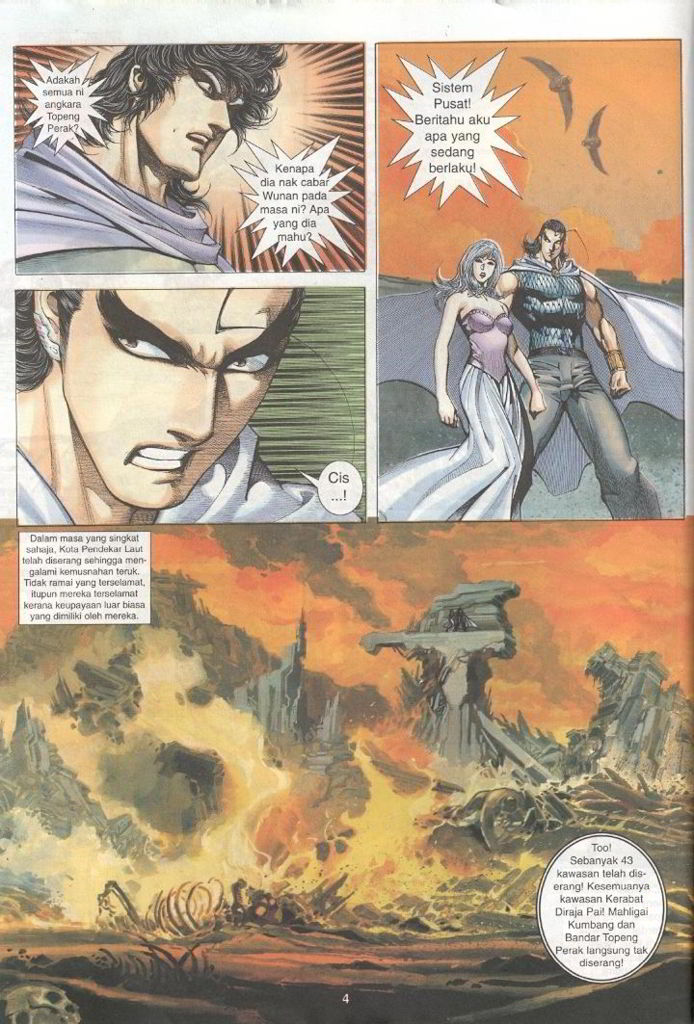 Adakah
semua ni
angkara
Topeng
Perak?
Kenapa
dia nak cabar
Wunan pada
masa ni? Apa
yang dia
mahu?
Sistem
Pusat!
Beritahu aku
apa yang
sedang
berlaku!
Cis
...!
Dalam masa yang singkat
sahaja, Kota Pendekar Laut
telah diserang sehingga men-
galami kemusnahan teruk.
Tidak ramai yang terselamat,
itupun mereka terselamat
kerana keupayaan luar biasa
yang dimiliki oleh mereka.
Too!
Sebanyak 43
kawasan telah dis-
erang! Kesemuanya
kawasan Kerabat
Diraja Pai! Mahligai
Kumbang dan
Bandar Topeng
Perak langsung tak
diserang!
4